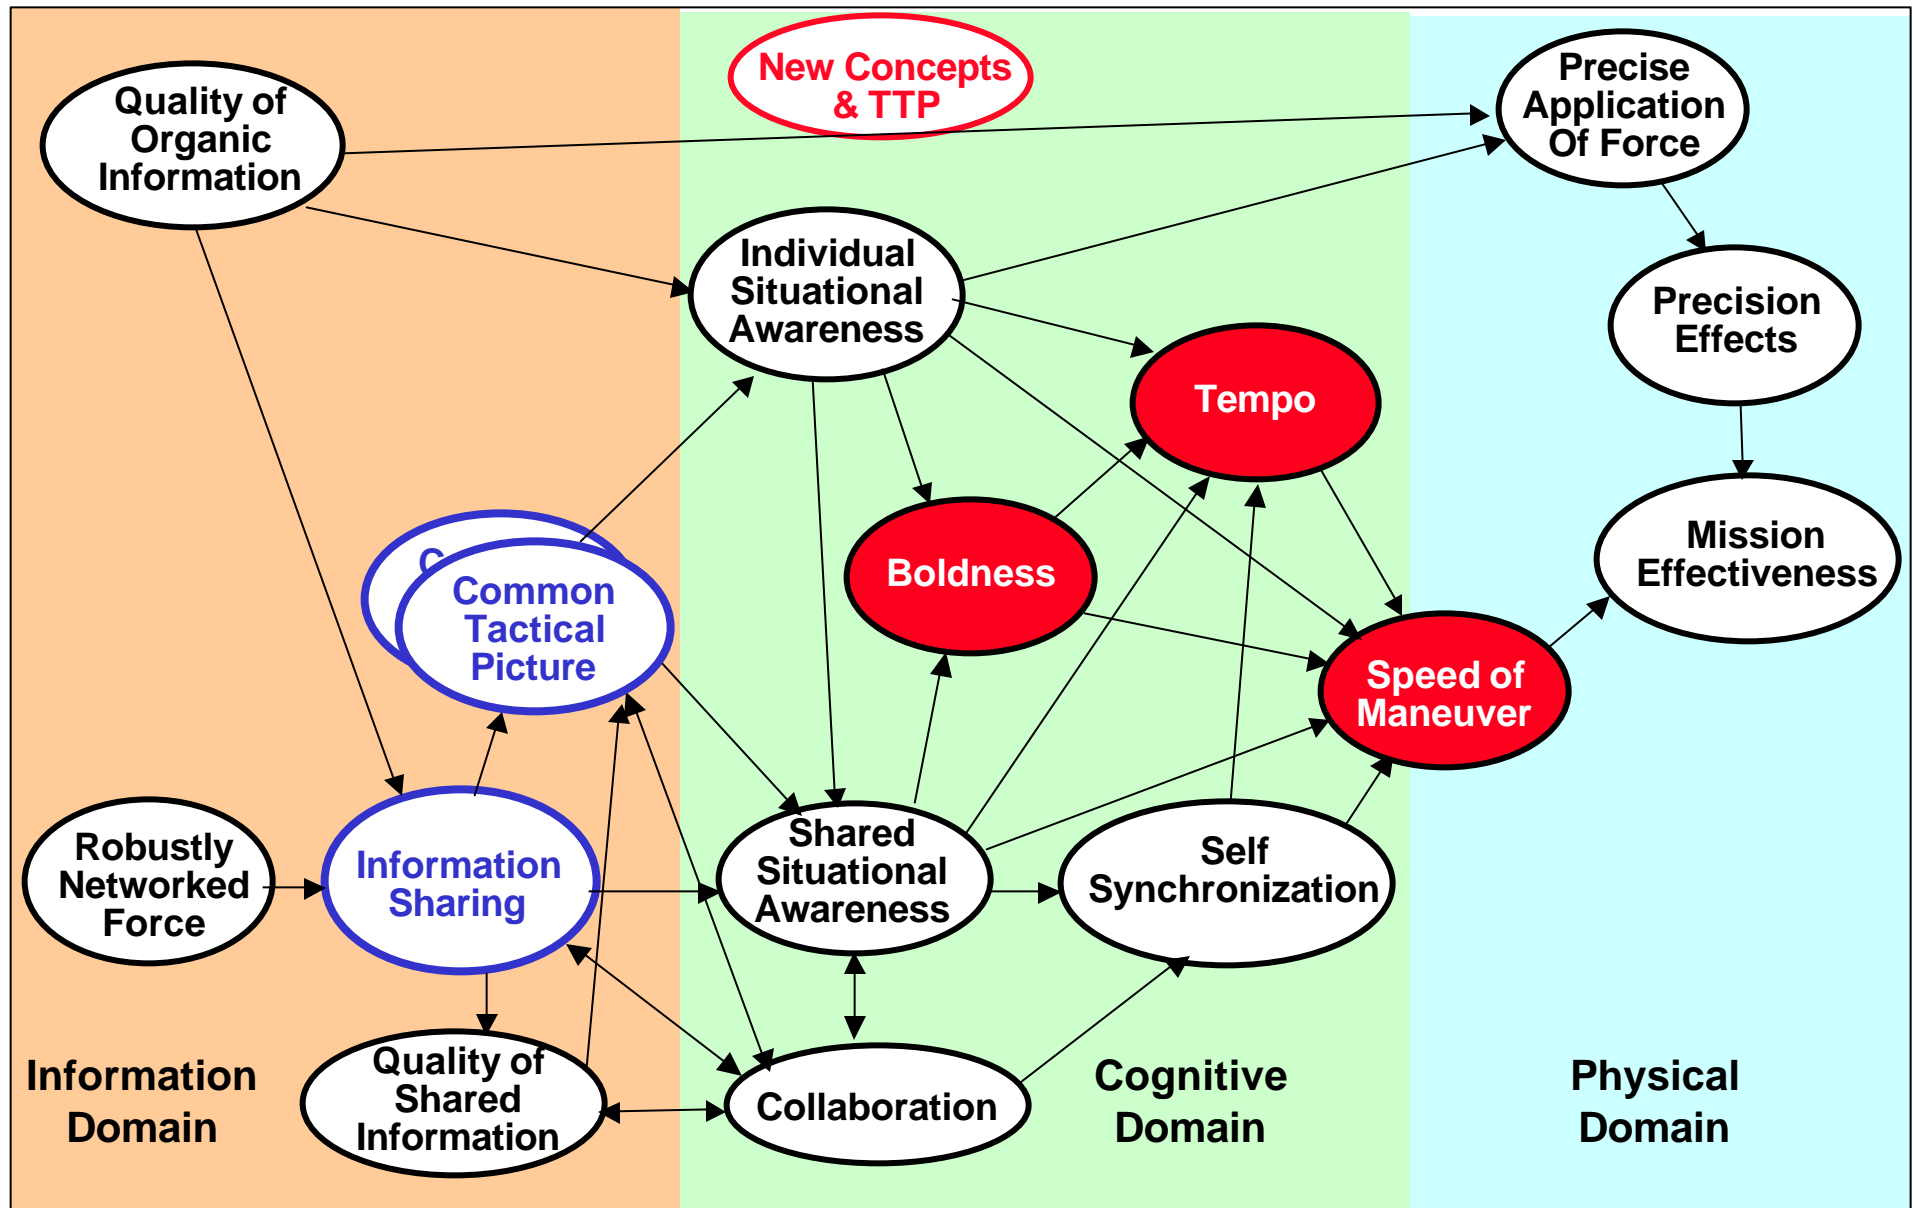 New Concepts
& TTP
Quality of
Organic
Information
Precise
Application
Of Force
Individual
Situational
Awareness
Precision
Effects
Tempo
Boldness
Mission
Effectiveness
C
Common
Tactical
Picture
Speed of
Maneuver
Robustly
Networked
Force
Information
Sharing
Shared
Situational
Awareness
Self
Synchronization
Quality of
Shared
Information
Collaboration
Information
Domain
Cognitive
Domain
Physical
Domain